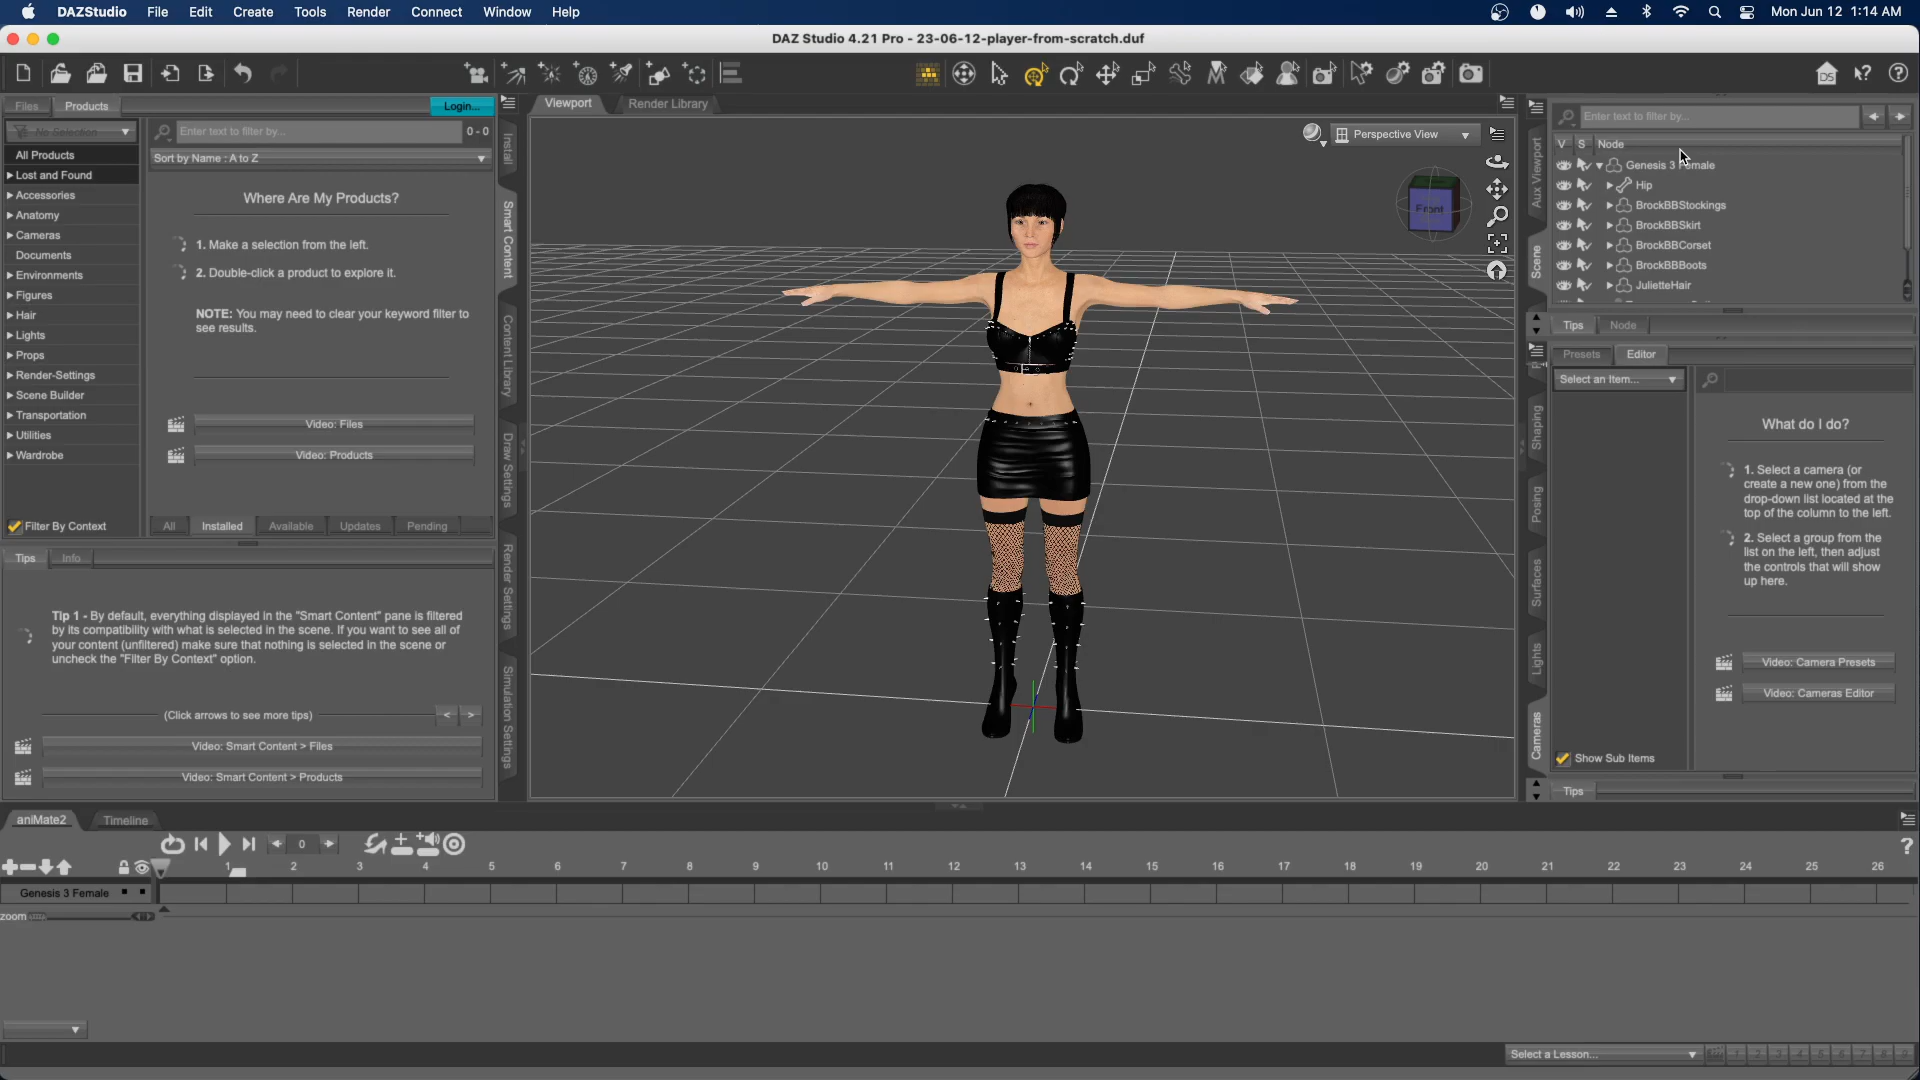 DAZStudio File Edit Create Tools Render Connect Window Help
Mon Jun 12 1:14 AM
DAZ Studio 4.21 Pro - 23-06-12-player-from-scratch.duf
Files Products Login...
No Selection
Enter text to filter by... 0 - 0
All Products
Sort by Name : A to Z
Lost and Found
Accessories
Anatomy
Cameras
Documents
Environments
Figures
Hair
Lights
Props
Render-Settings
Scene Builder
Transportation
Utilities
Wardrobe
Filter By Context
Where Are My Products?
1. Make a selection from the left.
2. Double-click a product to explore it.
NOTE: You may need to clear your keyword filter to
see results.
Video: Files
Video: Products
All Installed Available Updates Pending
Tips Info
Tip 1 - By default, everything displayed in the "Smart Content" pane is filtered
by its compatibility with what is selected in the scene. If you want to see all of
your content (unfiltered) make sure that nothing is selected in the scene or
uncheck the "Filter By Context" option.
(Click arrows to see more tips) < >
Video: Smart Content > Files
Video: Smart Content > Products
Install
Smart Content
Content Library
Draw Settings
Render Settings
Simulation Settings
Viewport Render Library
Perspective View
Front
Aux Viewport
Scene
Enter text to filter by...
V S Node
Genesis 3 Female
Hip
BrockBBStockings
BrockBBSkirt
BrockBBCorset
BrockBBBoots
JulietteHair
Tips Node
Presets Editor
Select an Item...
What do I do?
1. Select a camera (or
create a new one) from the
drop-down list located at the
top of the column to the left.
2. Select a group from the
list on the left, then adjust
the controls that will show
up here.
Video: Camera Presets
Video: Cameras Editor
Show Sub Items
Tips
Shaping
Posing
Surfaces
Lights
Cameras
aniMate2 Timeline
0
1 2 3 4 5 6 7 8 9 10 11 12 13 14 15 16 17 18 19 20 21 22 23 24 25 26
Genesis 3 Female
zoom
Select a Lesson... 1 2 3 4 5 6 7 8 9